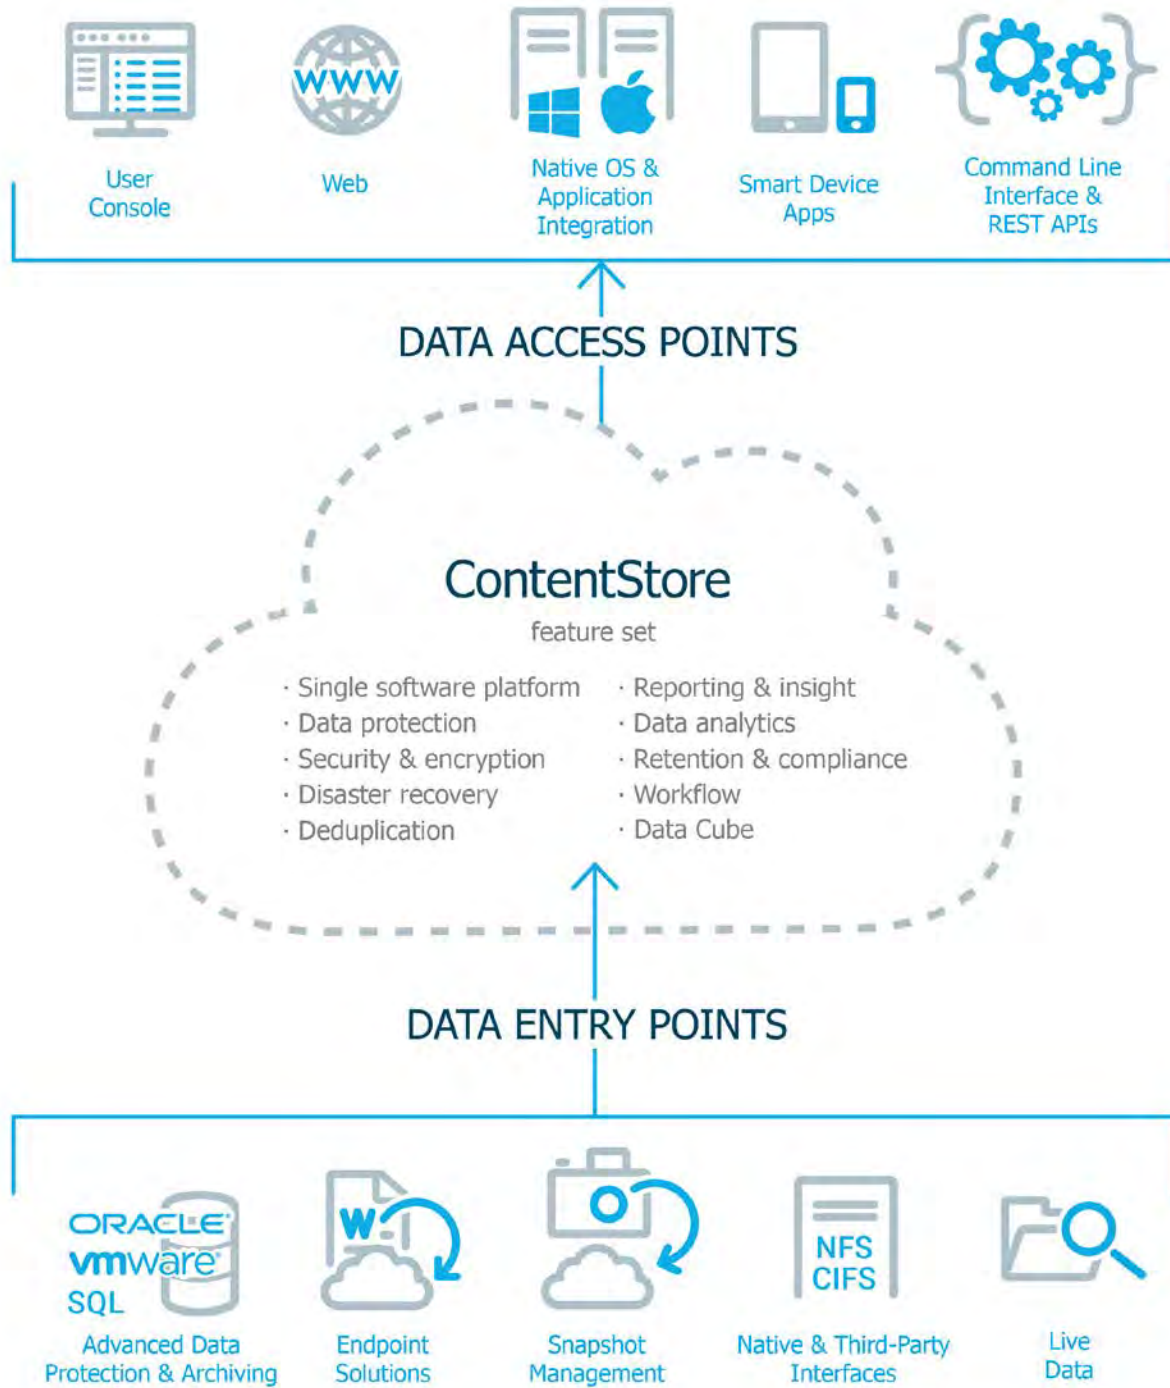 WWW
User
Console
Web
Native OS &
Application
Integration
Smart Device
Apps
Command Line
Interface &
REST APIs
DATA ACCESS POINTS
ContentStore
feature set
· Single software platform
· Data protection
· Security & encryption
· Disaster recovery
· Deduplication
· Reporting & insight
· Data analytics
· Retention & compliance
· Workflow
· Data Cube
DATA ENTRY POINTS
ORACLE
vmware
SQL
W
NFS
CIFS
Advanced Data
Protection & Archiving
Endpoint
Solutions
Snapshot
Management
Native & Third-Party
Interfaces
Live
Data